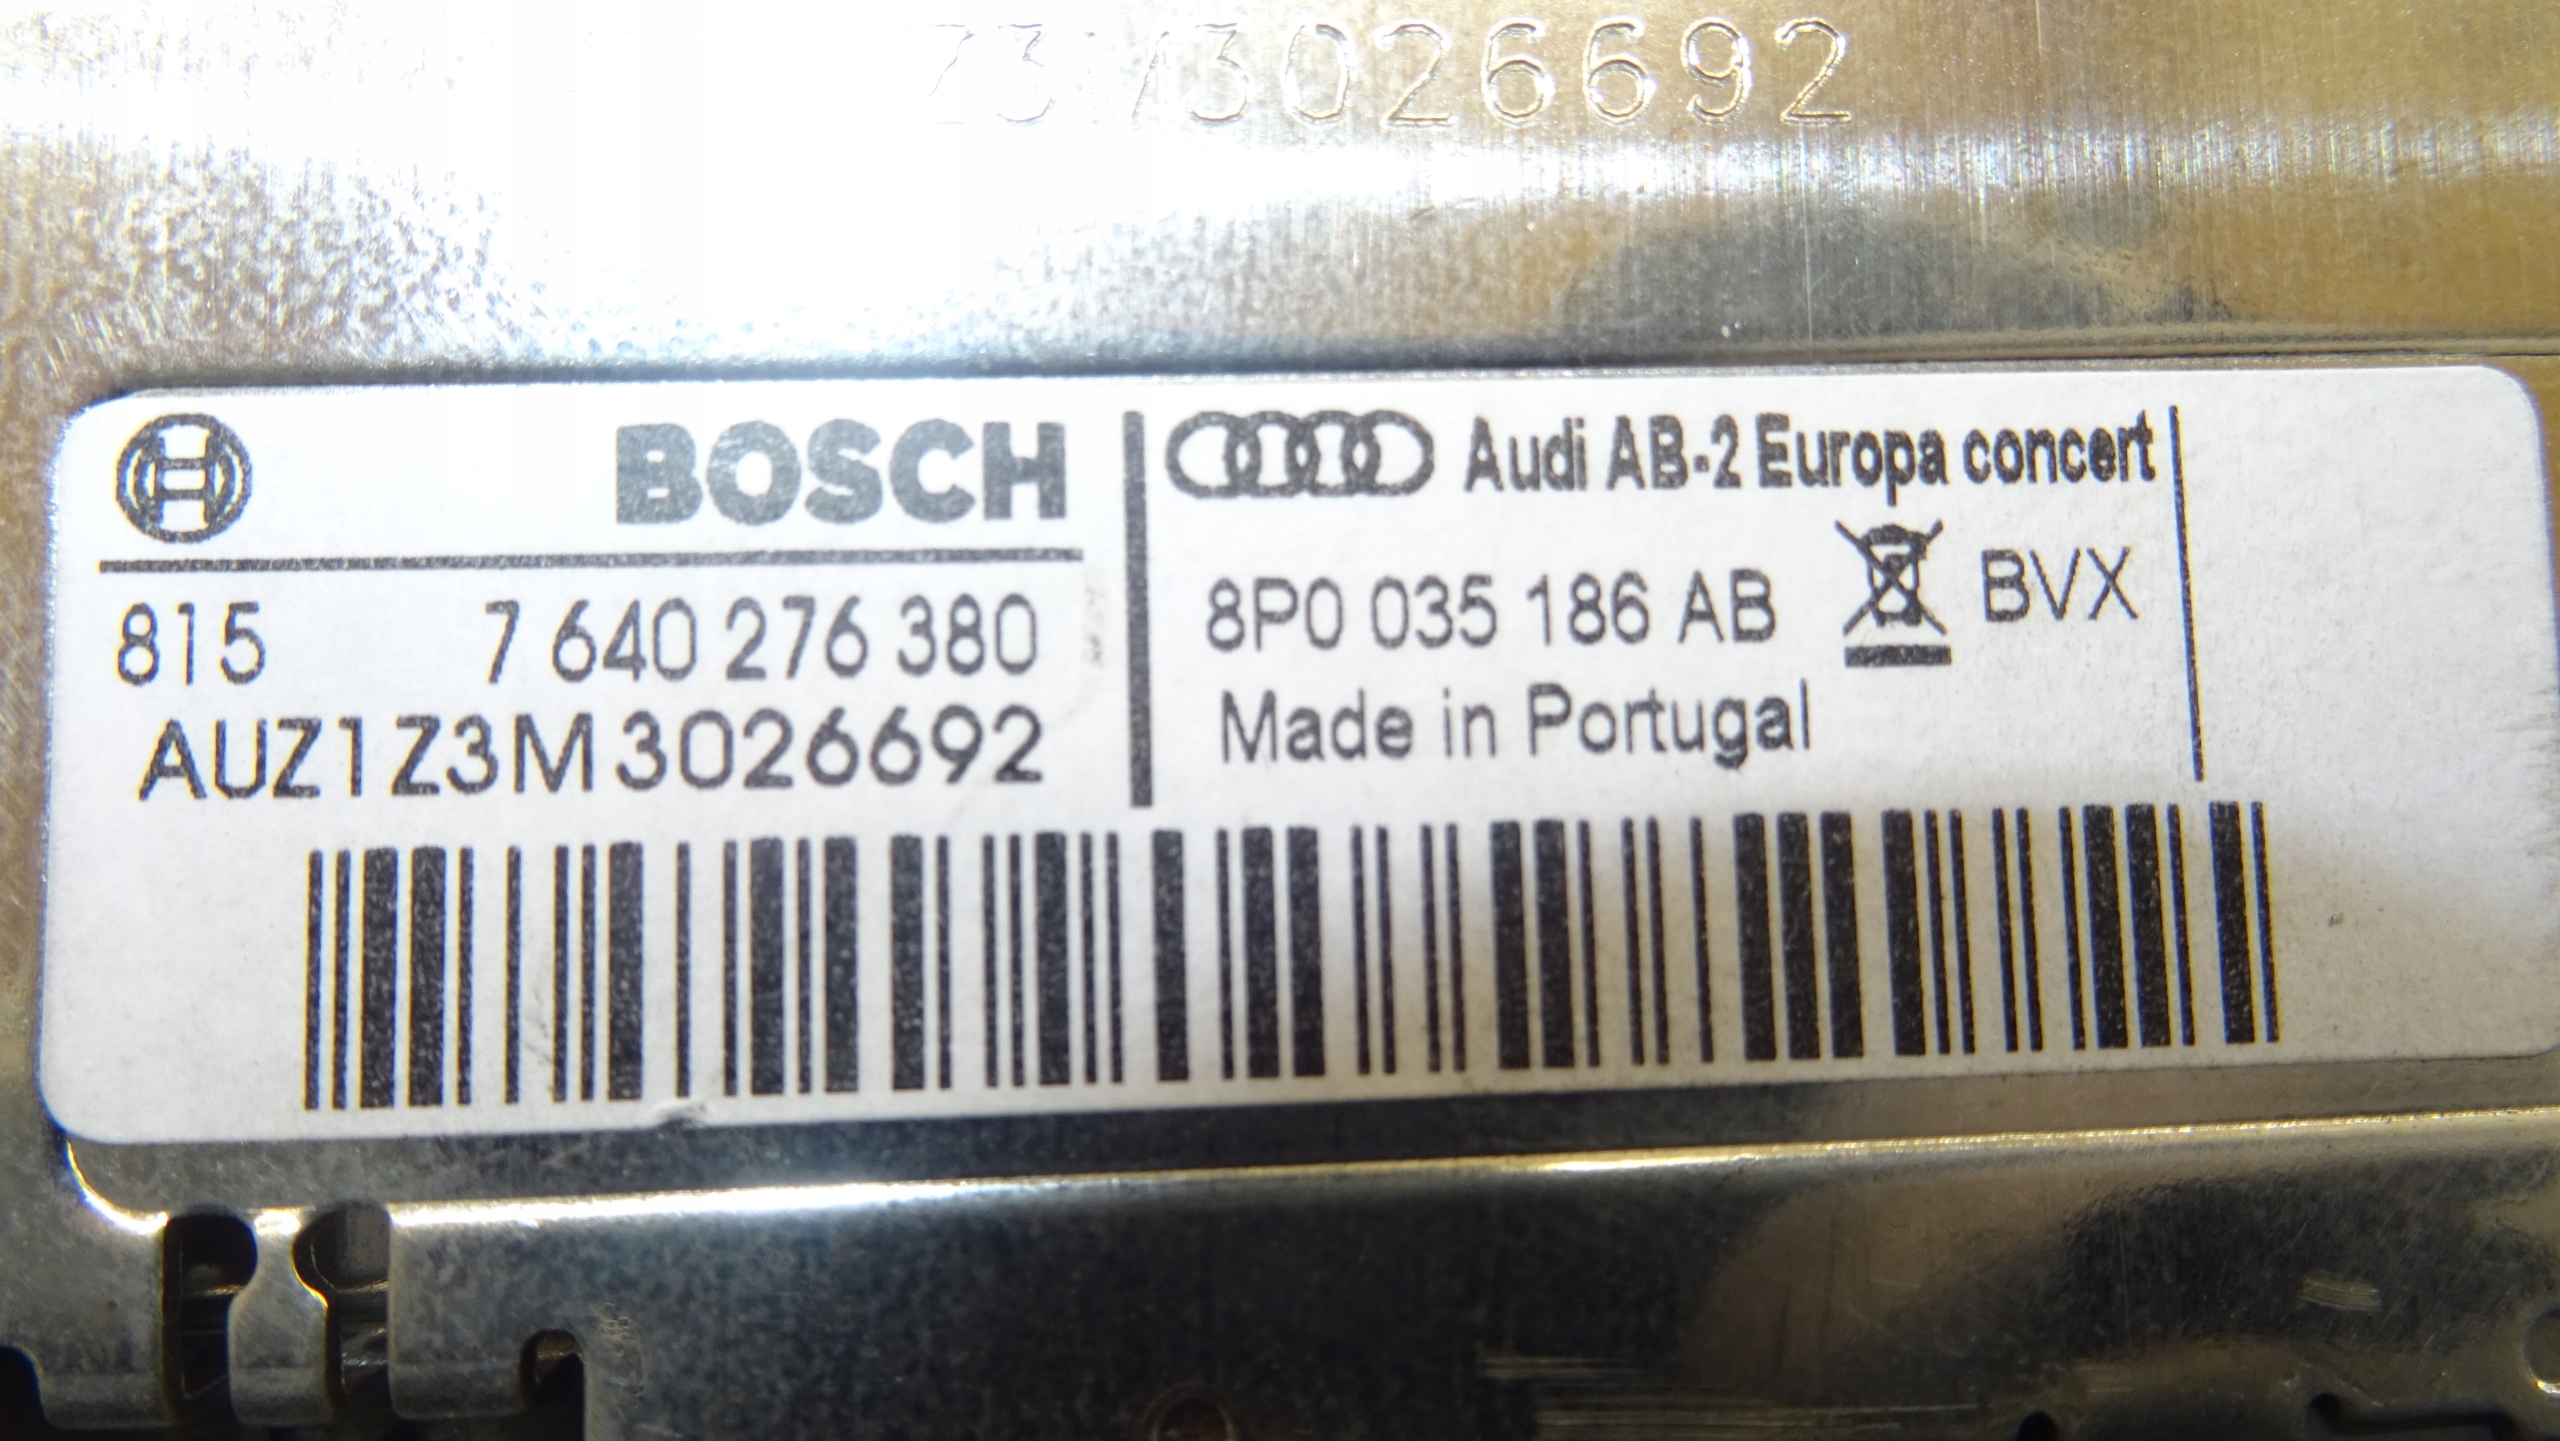 Z3M3026692
BOSCH
815 7 640 276 380
AUZ1Z3M3026692
Audi AB-2 Europa concert
8P0 035 186 AB BVX
Made in Portugal